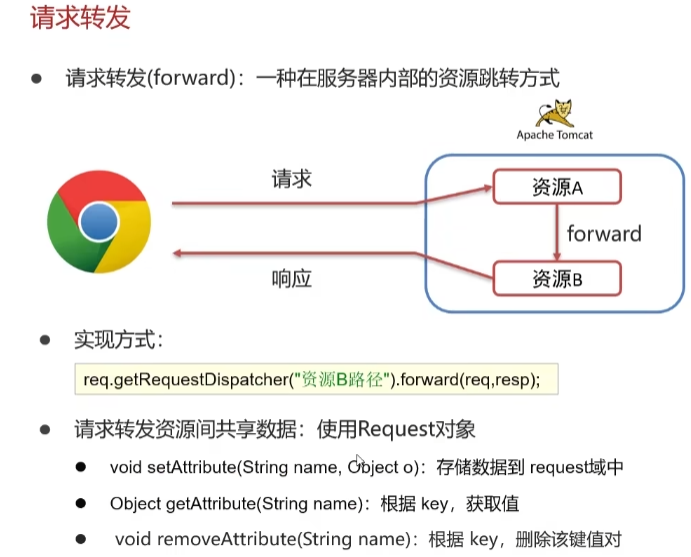 请求转发
请求转发(forward)：一种在服务器内部的资源跳转方式
Apache Tomcat
请求
资源A
forward
响应
资源B
实现方式：
req.getRequestDispatcher("资源B路径").forward(req,resp);
请求转发资源间共享数据：使用Request对象
void setAttribute(String name, Object o)：存储数据到 request域中
Object getAttribute(String name)：根据 key，获取值
void removeAttribute(String name)：根据 key，删除该键值对